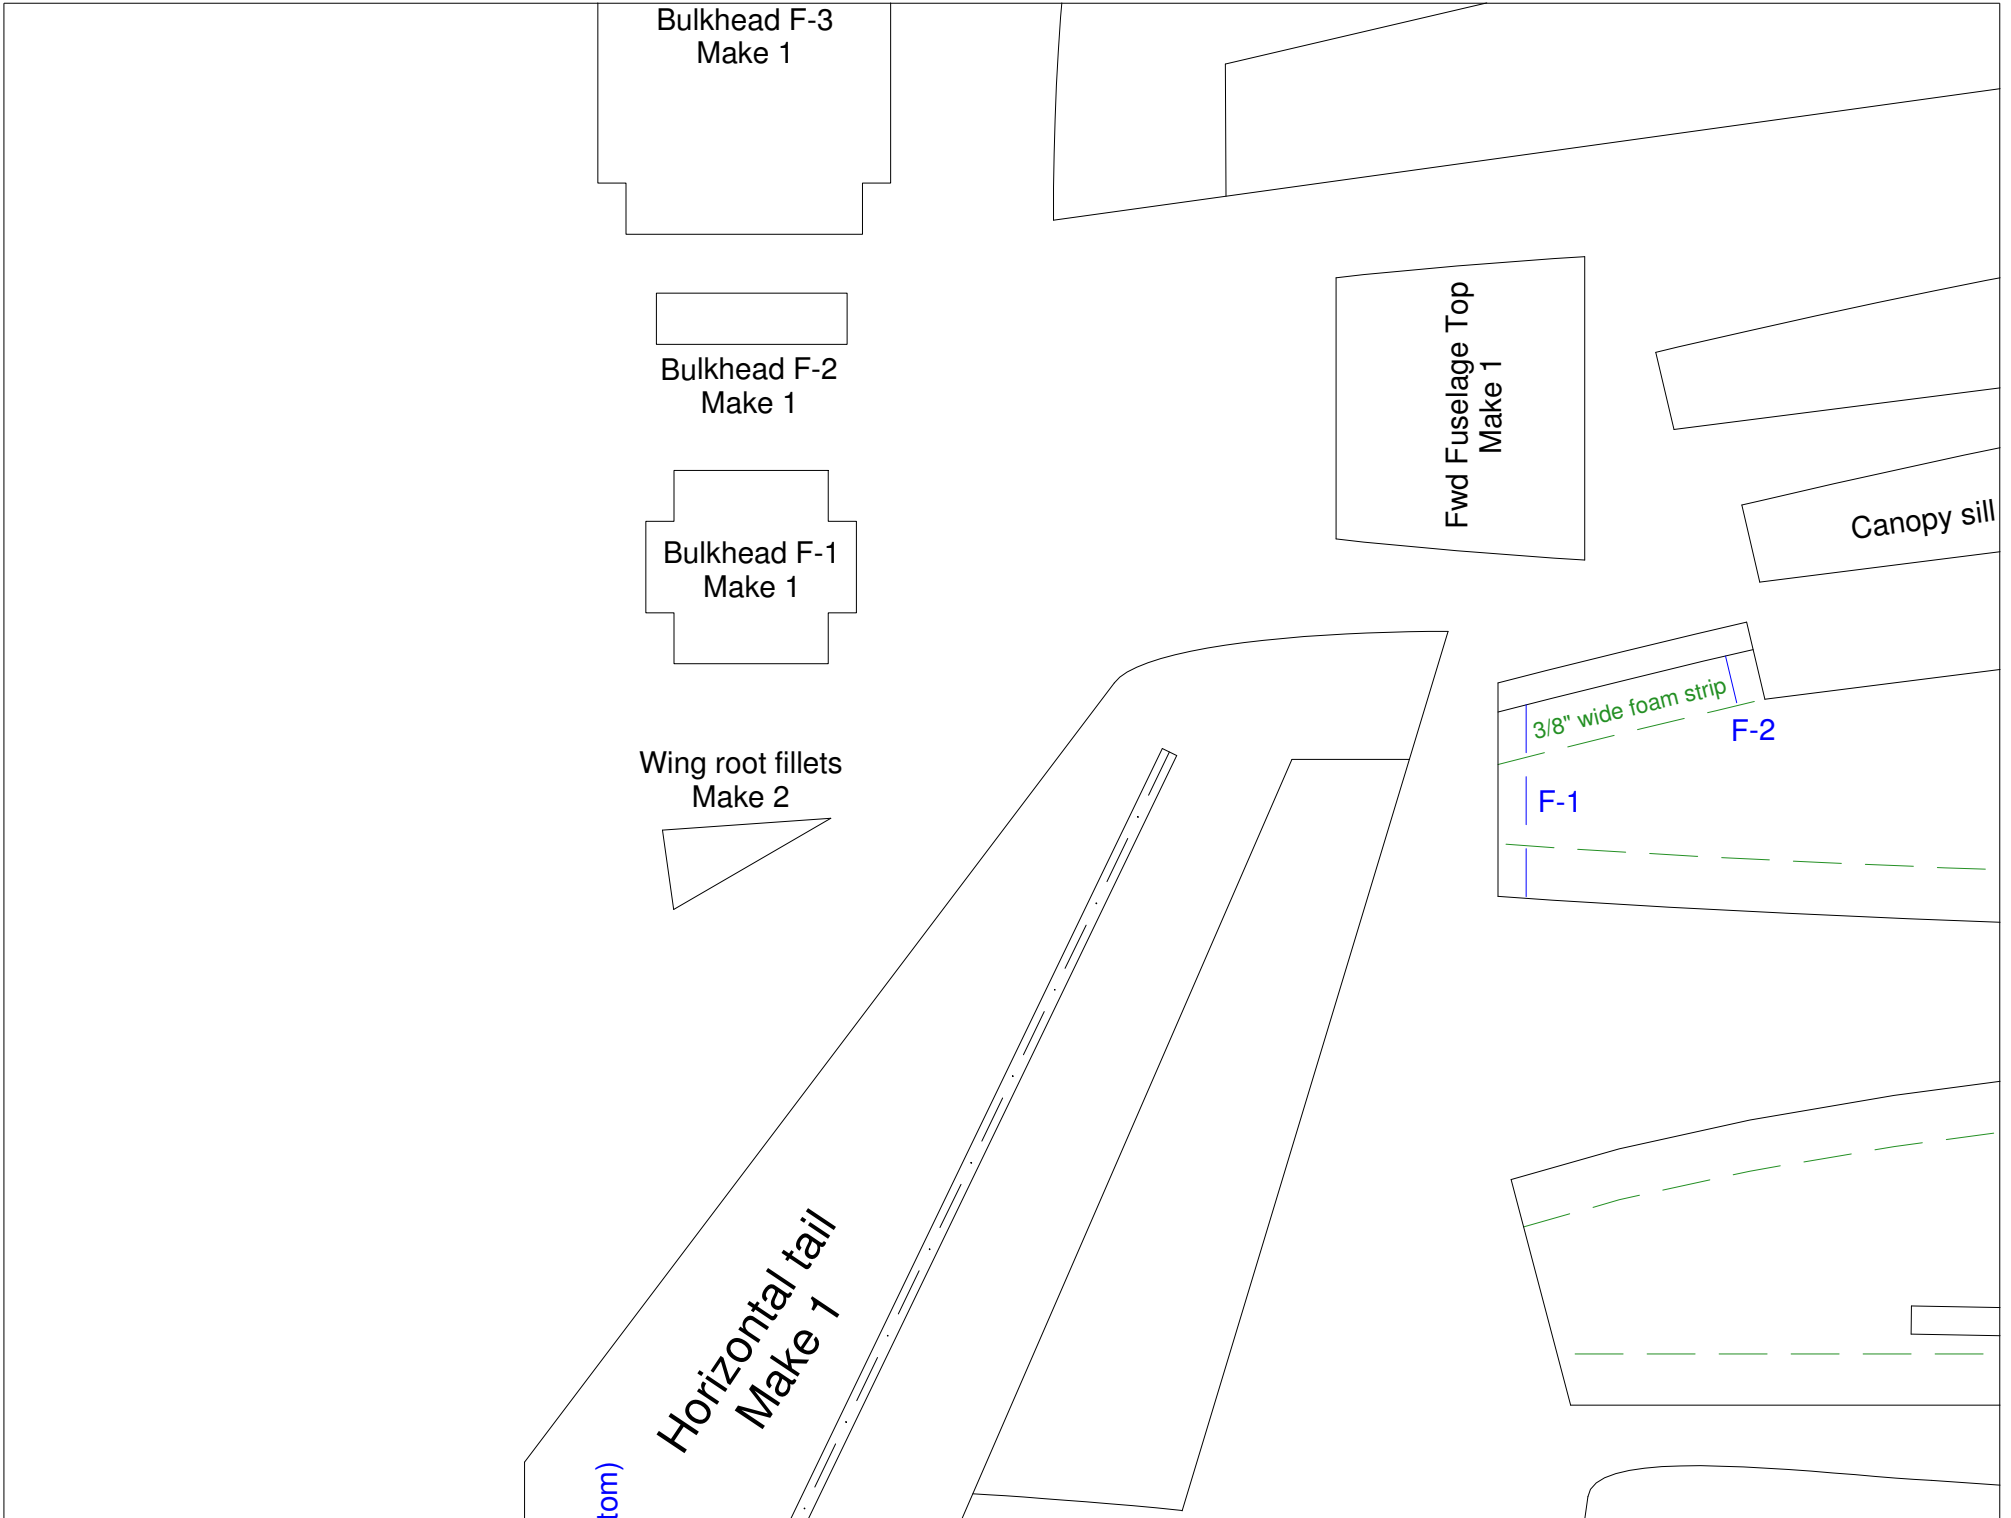 Bulkhead F-3
Make 1
Bulkhead F-2
Make 1
Fwd Fuselage Top
Make 1
Canopy sill
Bulkhead F-1
Make 1
3/8" wide foam strip
F-2
F-1
Wing root fillets
Make 2
Horizontal tail
Make 1
tom)